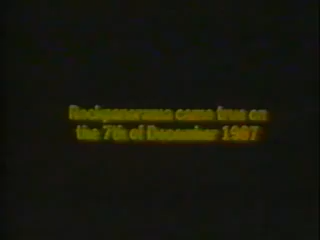 Rockpanorama came true on
the 7th of December 1987